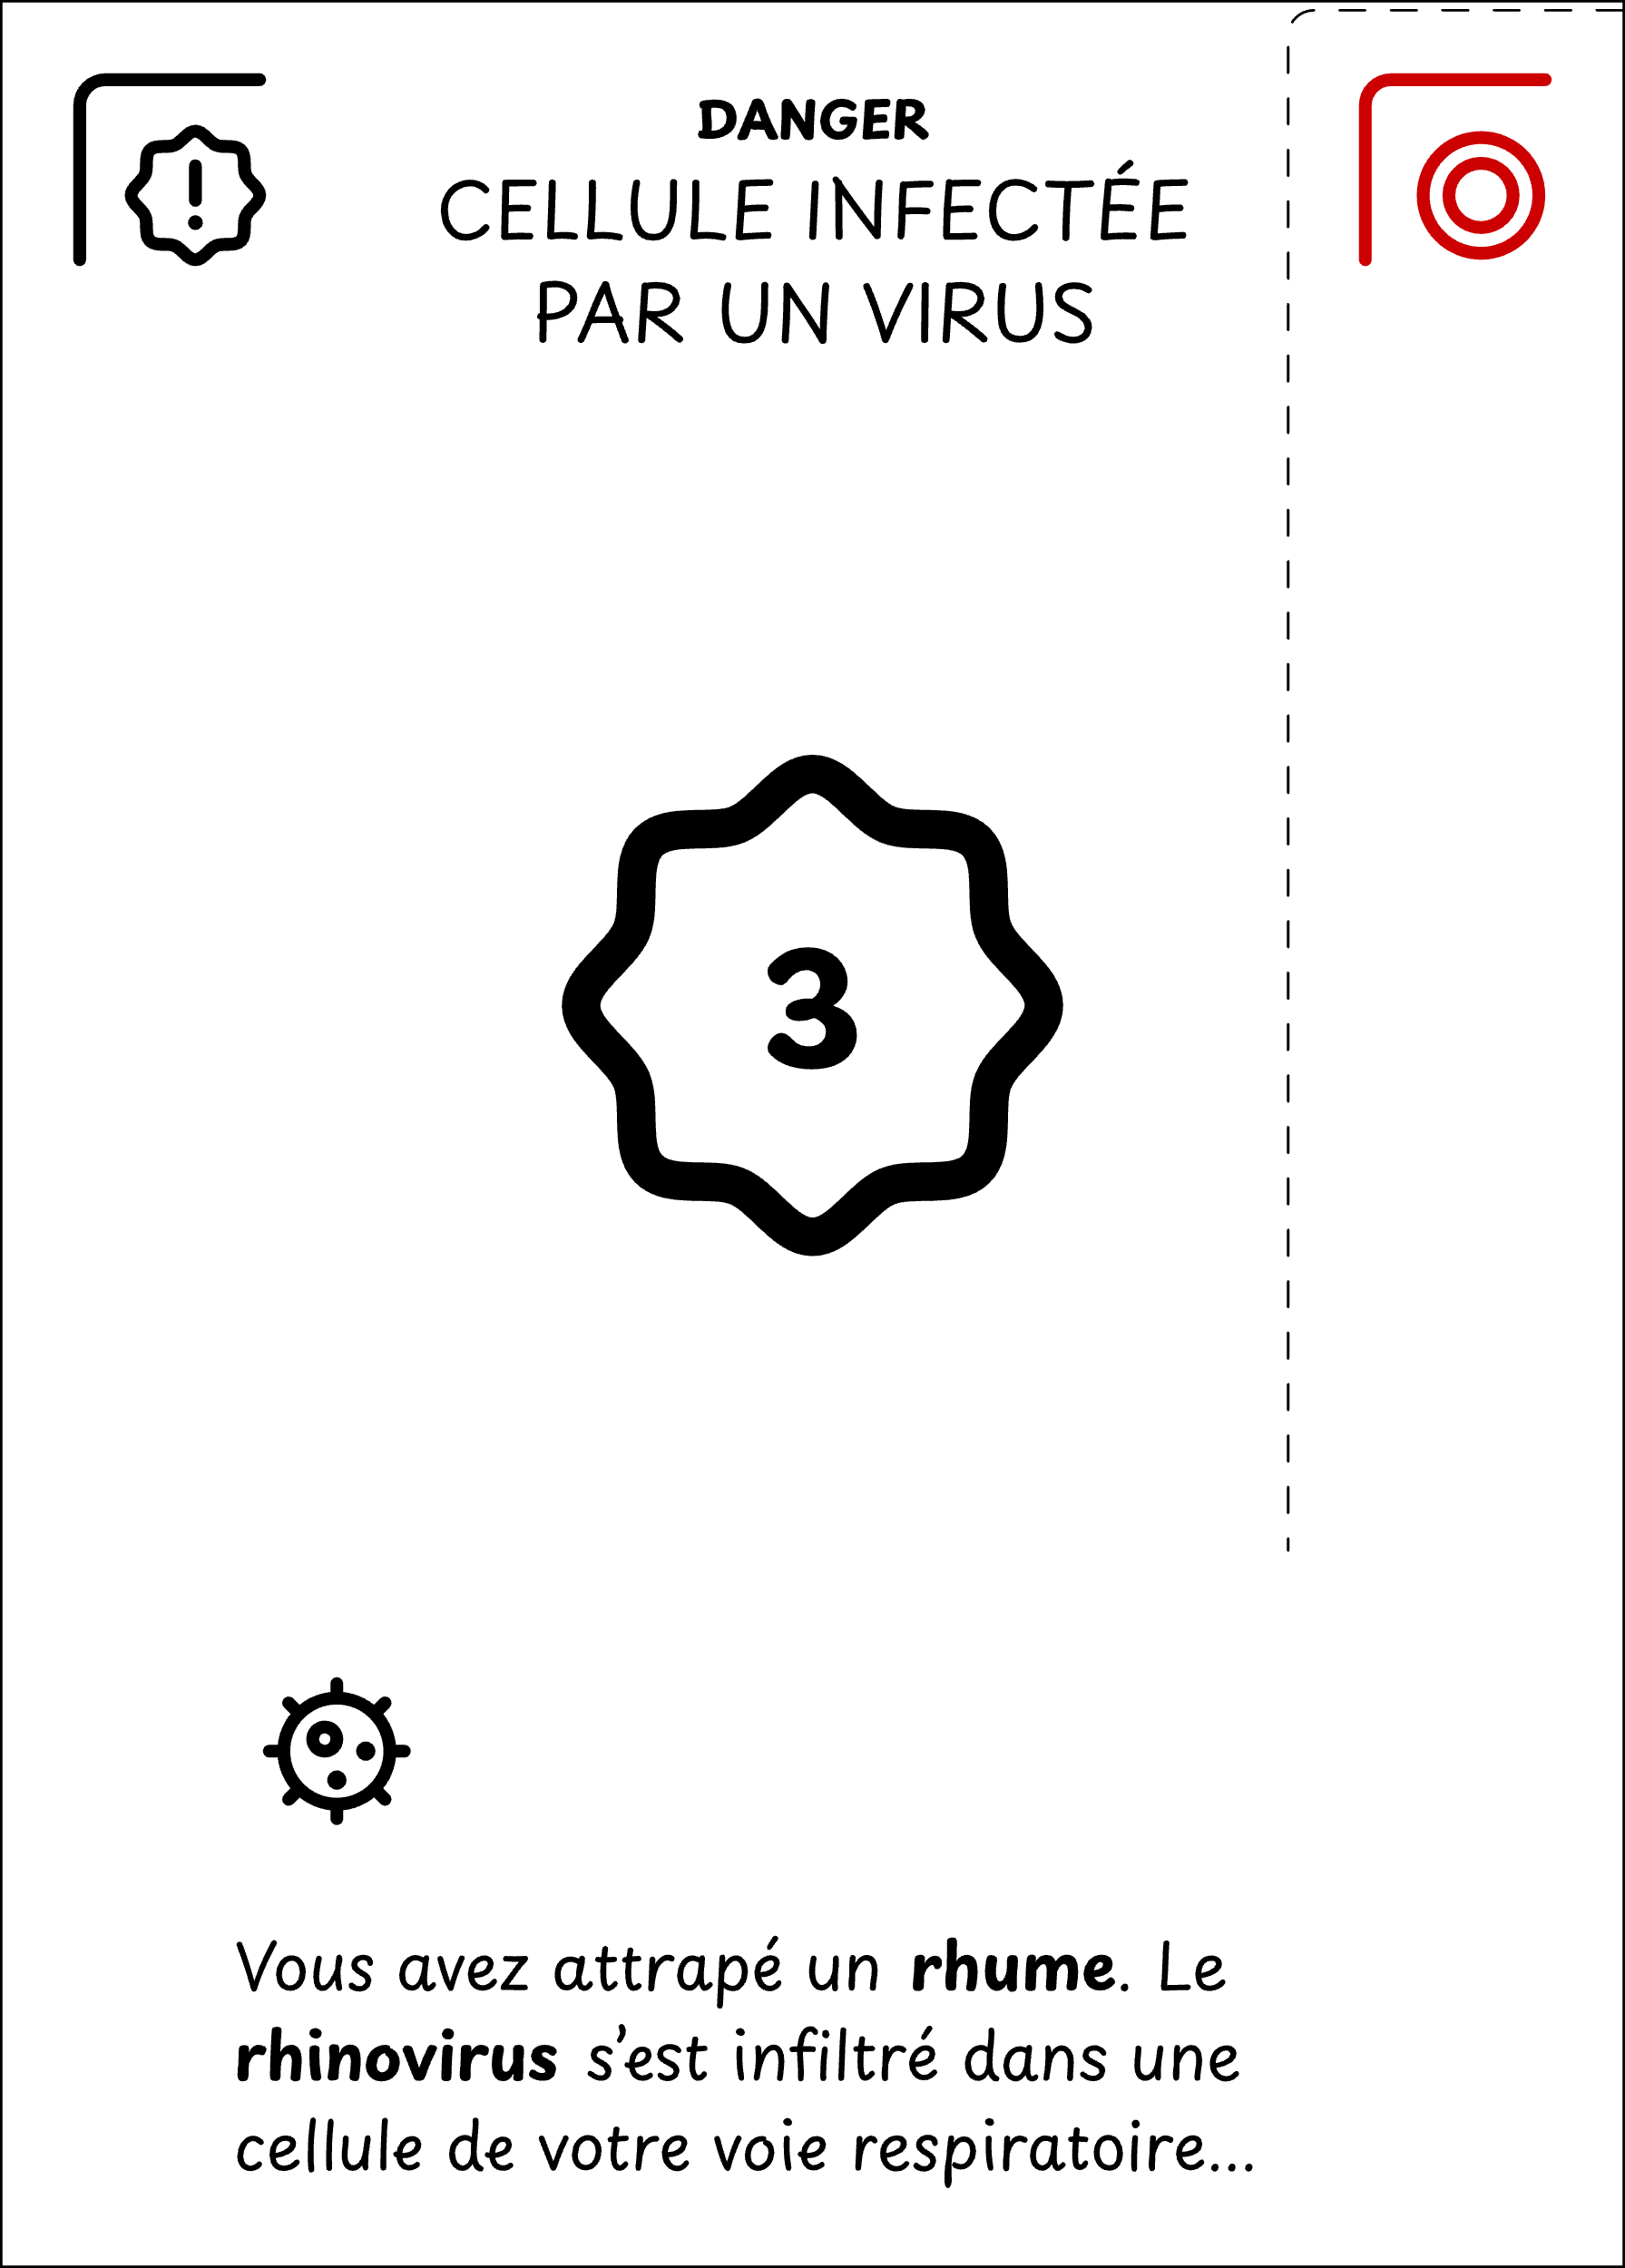 DANGER
CELLULE INFECTÉE
PAR UN VIRUS
!
3
Vous avez attrapé un rhume. Le
rhinovirus s’est infiltré dans une
cellule de votre voie respiratoire...